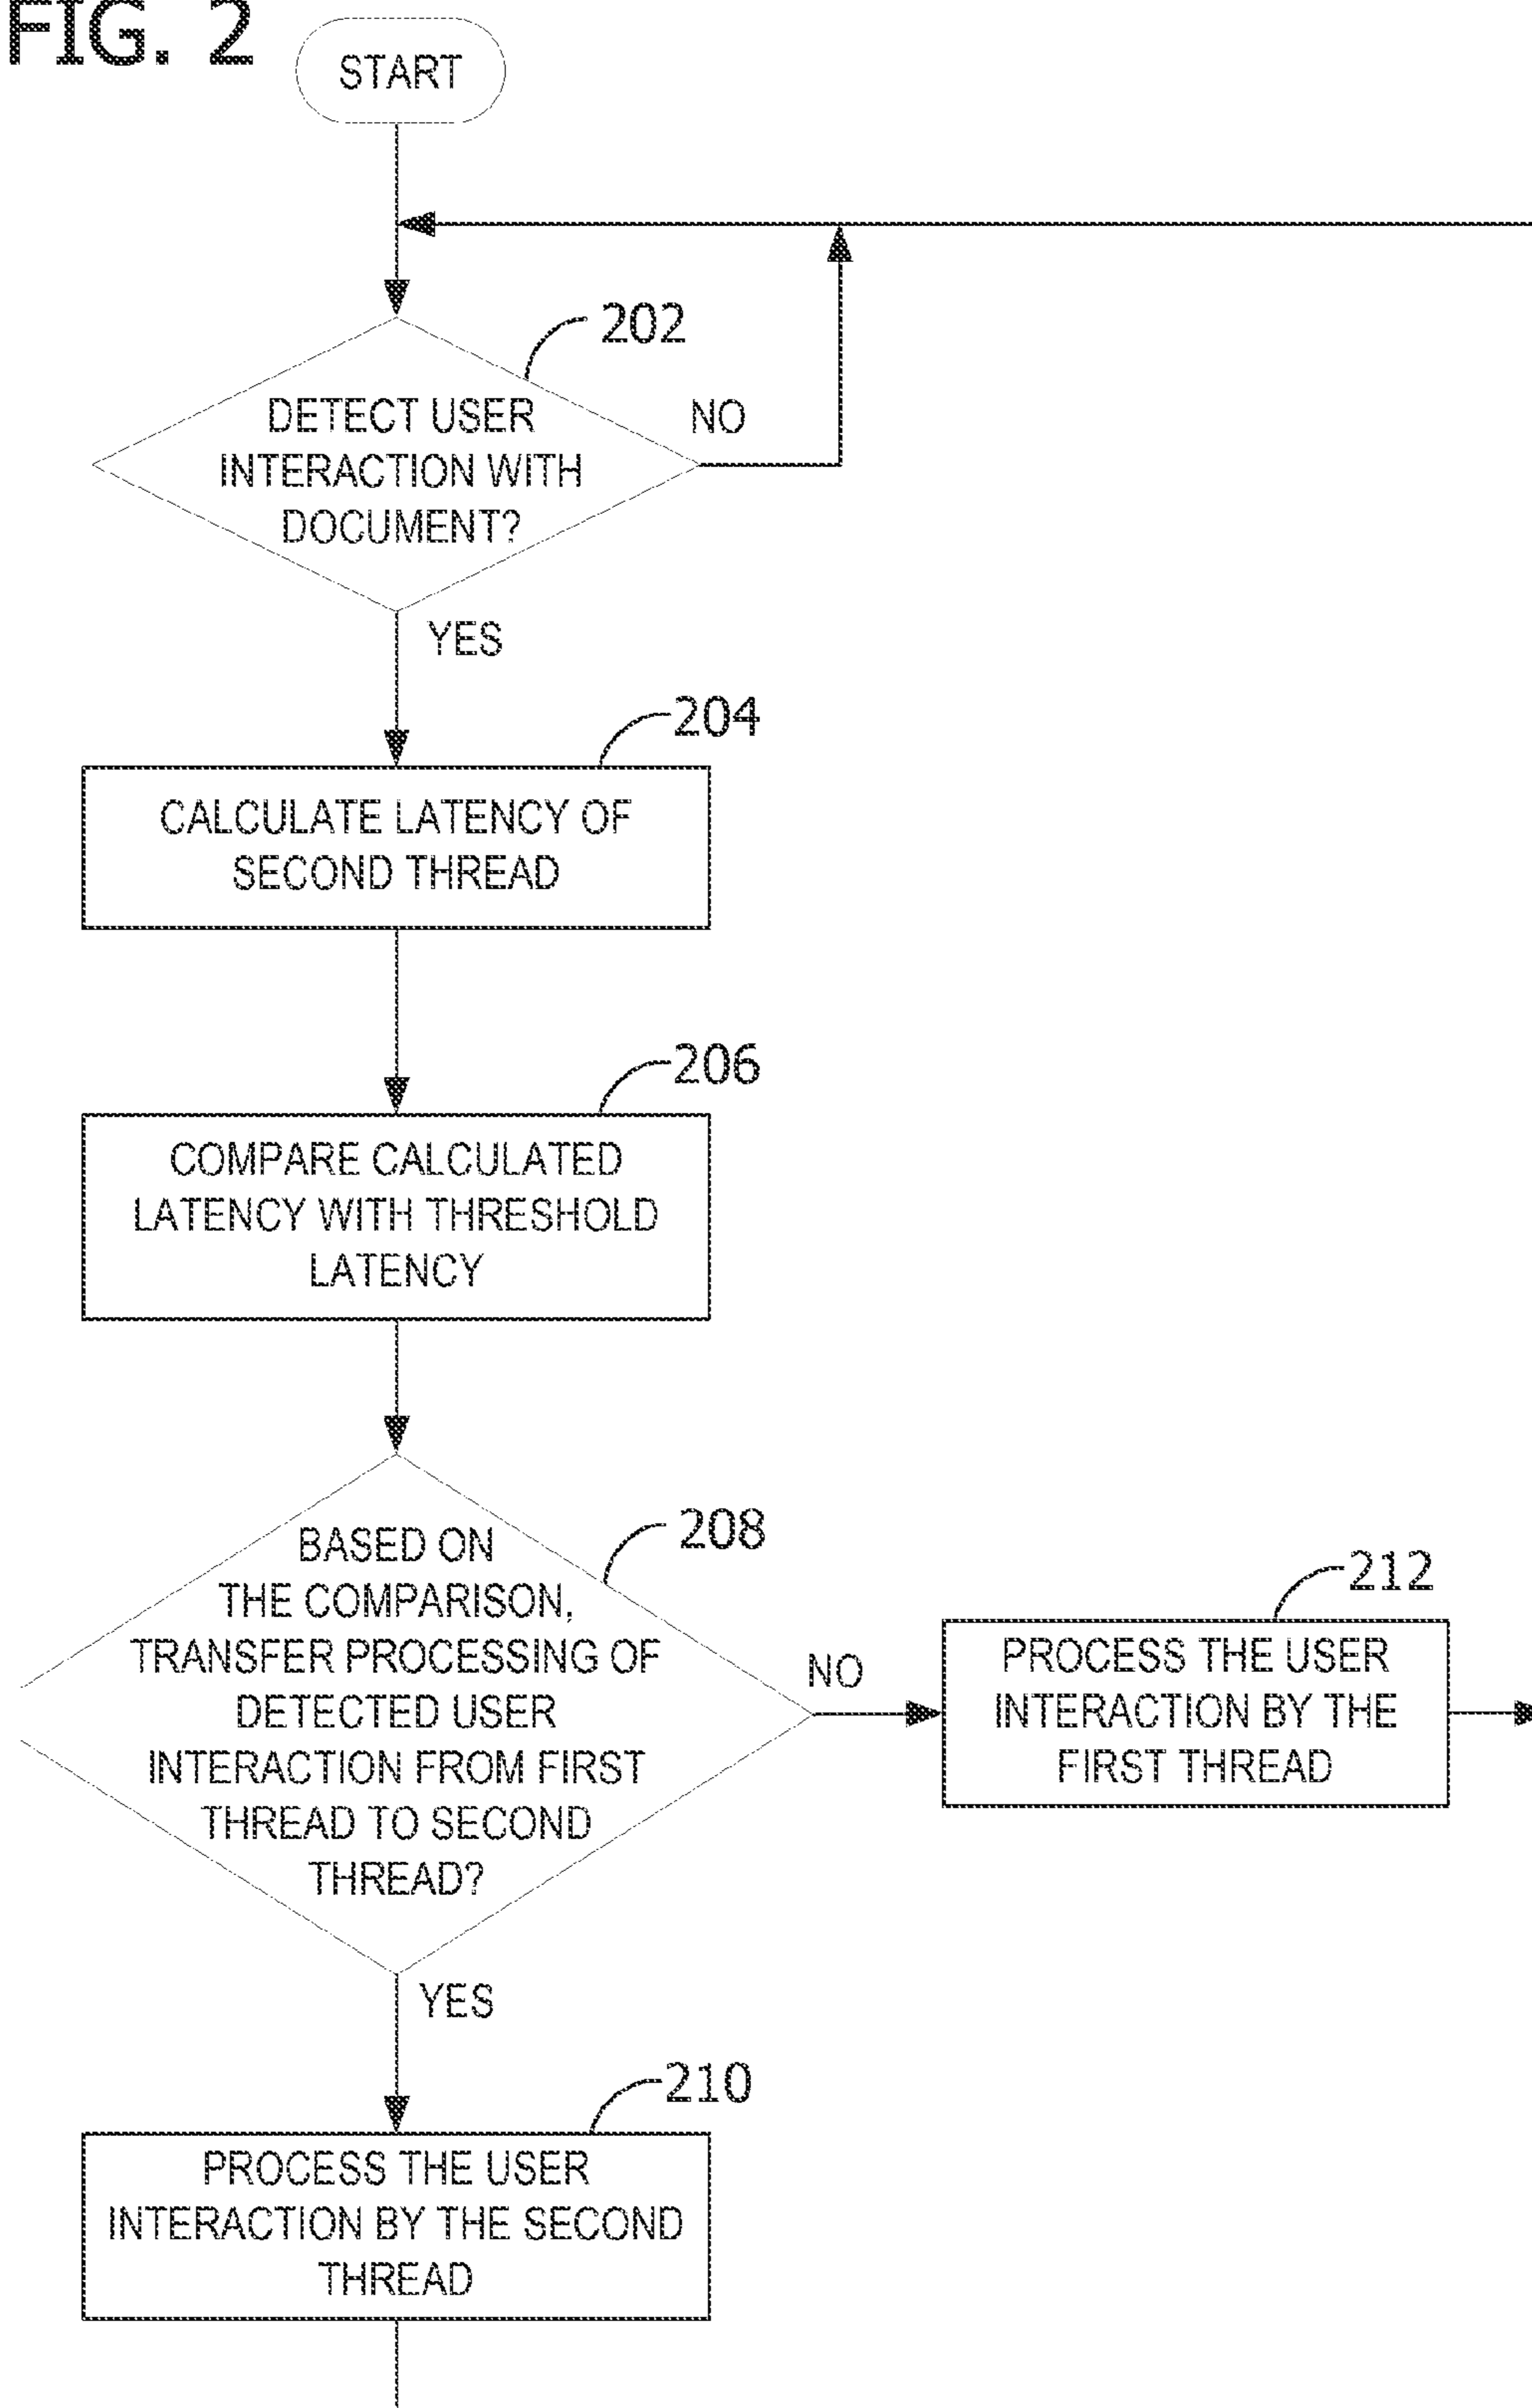 FIG. 2
START
202
DETECT USER
INTERACTION WITH
DOCUMENT?
NO
YES
204
CALCULATE LATENCY OF
SECOND THREAD
206
COMPARE CALCULATED
LATENCY WITH THRESHOLD
LATENCY
208
BASED ON
THE COMPARISON,
TRANSFER PROCESSING OF
DETECTED USER
INTERACTION FROM FIRST
THREAD TO SECOND
THREAD?
NO
212
PROCESS THE USER
INTERACTION BY THE
FIRST THREAD
YES
210
PROCESS THE USER
INTERACTION BY THE SECOND
THREAD